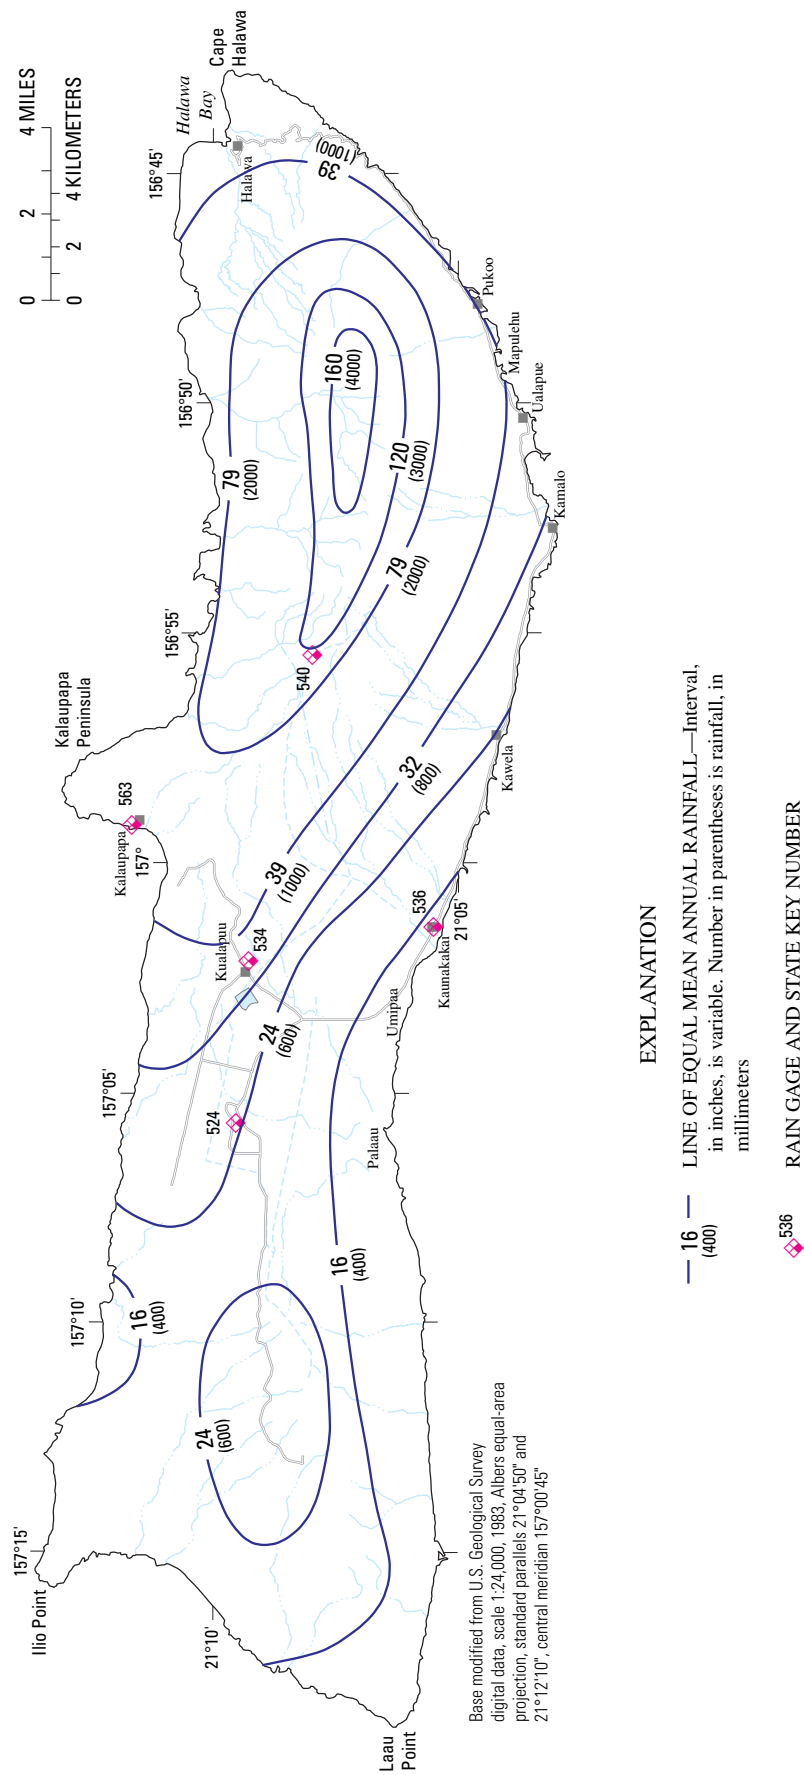 Ilio Point
157°15'
157°10'
157°05'
157°
Kalaupapa
563
Kalaupapa
Peninsula
156°55'
156°50'
156°45'
Halawa
Bay
Cape
Halawa
0 2 4 MILES
0 2 4 KILOMETERS
21°10'
16
(400)
24
(600)
524
Kualapuu
534
39
(1000)
79
(2000)
Halawa
39
(1000)
160
(4000)
540
120
(3000)
79
(2000)
24
(600)
32
(800)
16
(400)
Laau
Point
Palaau
Umipaa
536
Kaunakakai
21°05'
Kawela
Kamalo
Ualapue
Mapulehu
Pukoo
Base modified from U.S. Geological Survey
digital data, scale 1:24,000, 1983, Albers equal-area
projection, standard parallels 21°04'50" and
21°12'10", central meridian 157°00'45"
EXPLANATION
16
(400)
LINE OF EQUAL MEAN ANNUAL RAINFALL—Interval,
in inches, is variable. Number in parentheses is rainfall, in
millimeters
536
RAIN GAGE AND STATE KEY NUMBER